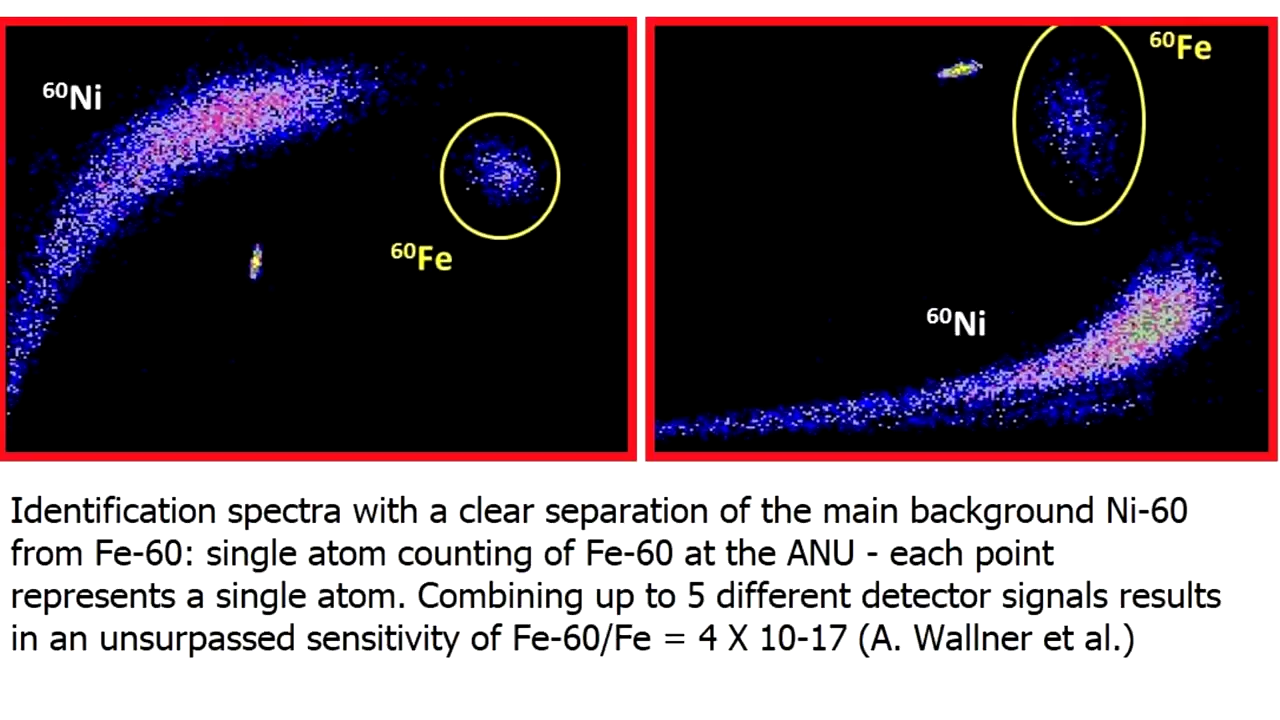 ⁶⁰Ni
⁶⁰Fe
⁶⁰Fe
⁶⁰Ni
Identification spectra with a clear separation of the main background Ni-60
from Fe-60: single atom counting of Fe-60 at the ANU - each point
represents a single atom. Combining up to 5 different detector signals results
in an unsurpassed sensitivity of Fe-60/Fe = 4 X 10-17 (A. Wallner et al.)